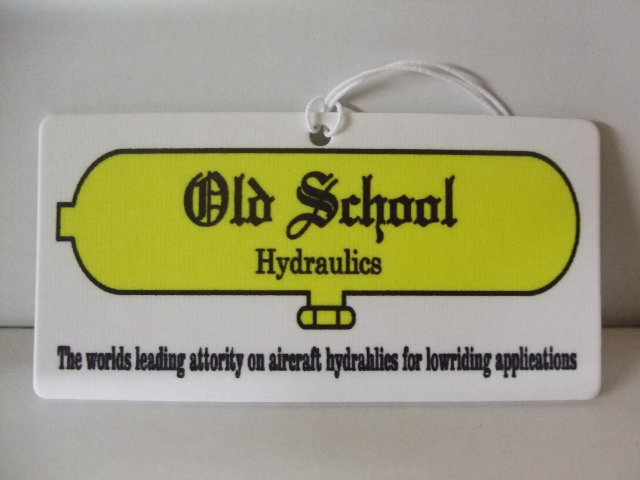 Old School
Hydraulics
The worlds leading attority on aircraft hydrahlics for lowriding applications